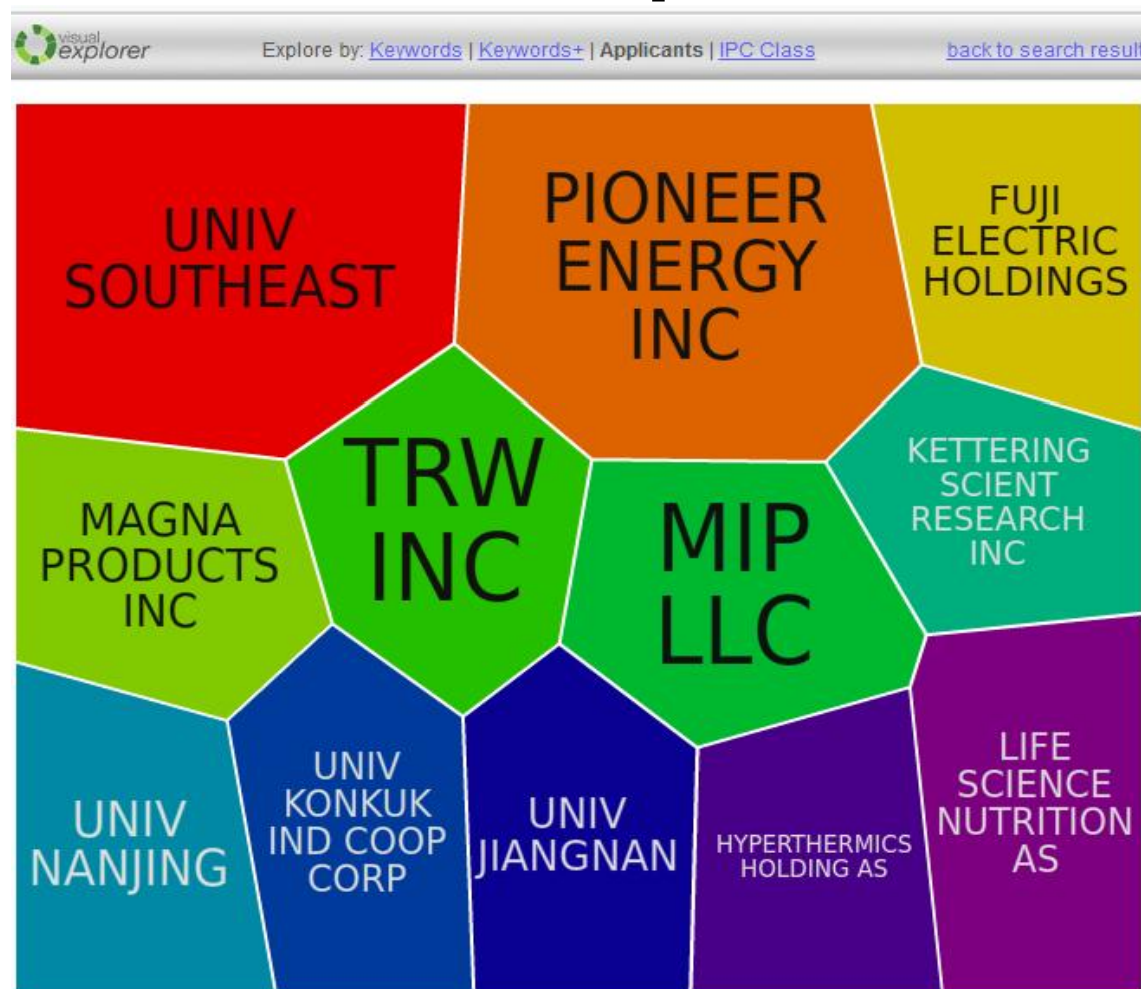 visual
explorer
Explore by: Keywords | Keywords+ | Applicants | IPC Class
back to search result
UNIV
SOUTHEAST
PIONEER
ENERGY
INC
FUJI
ELECTRIC
HOLDINGS
MAGNA
PRODUCTS
INC
TRW
INC
MIP
LLC
KETTERING
SCIENT
RESEARCH
INC
UNIV
NANJING
UNIV
KONKUK
IND COOP
CORP
UNIV
JIANGNAN
HYPERTHERMICS
HOLDING AS
LIFE
SCIENCE
NUTRITION
AS